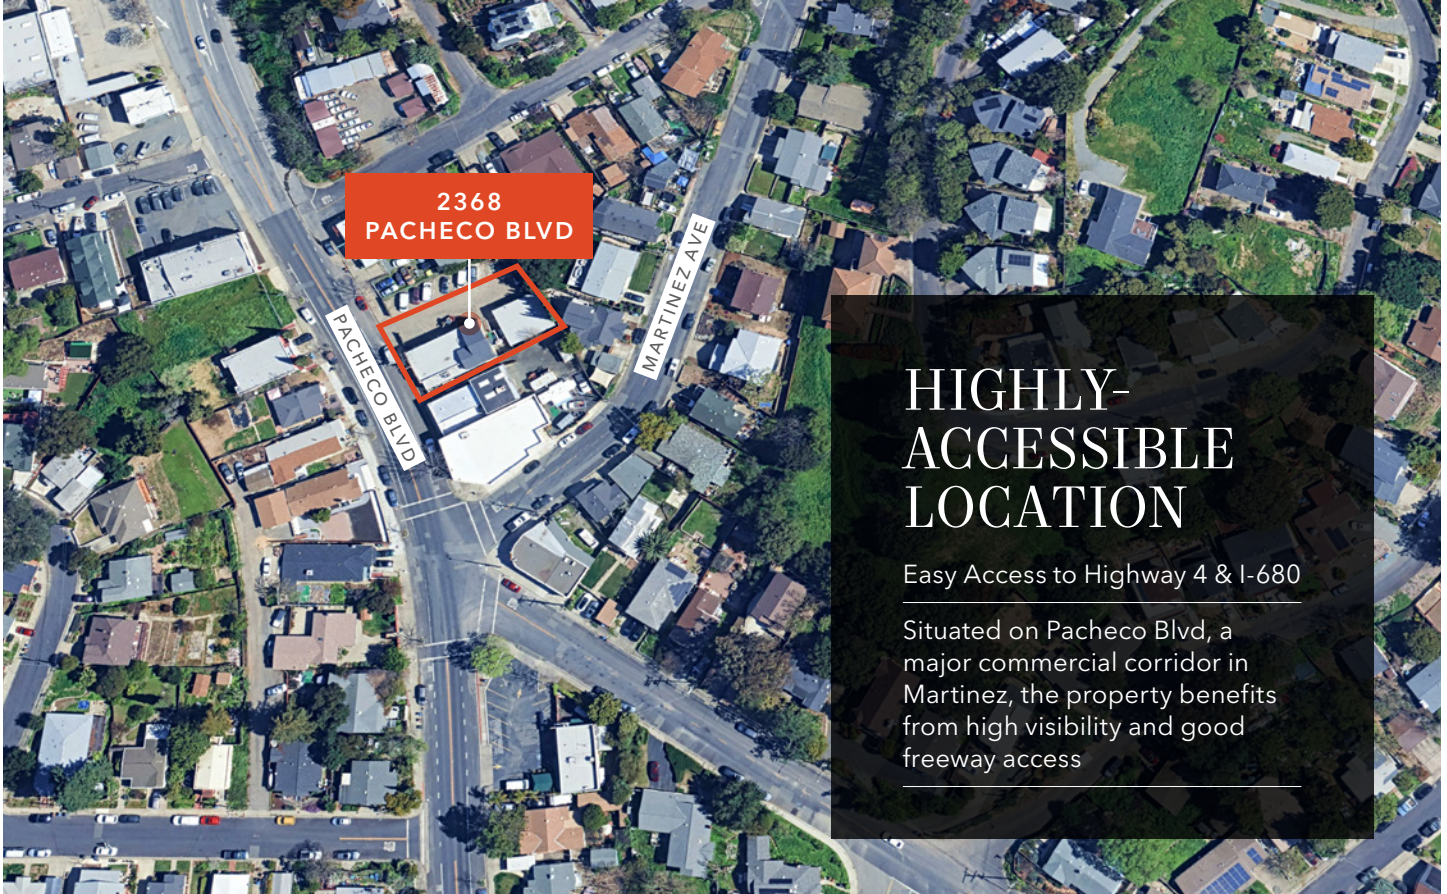 2368
PACHECO BLVD
MARTINEZ AVE
PACHECO BLVD
HIGHLY-
ACCESSIBLE
LOCATION
Easy Access to Highway 4 & I-680
Situated on Pacheco Blvd, a
major commercial corridor in
Martinez, the property benefits
from high visibility and good
freeway access